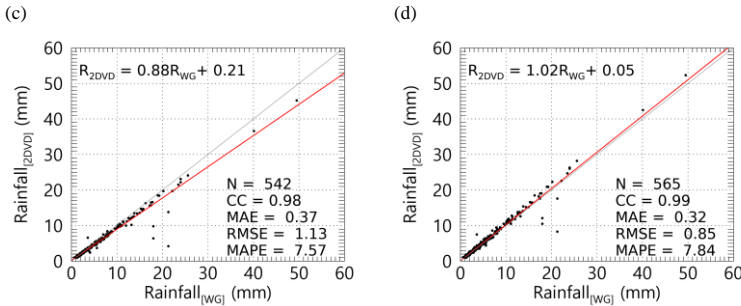 (c)
60
50
40
30
20
10
0
0 10 20 30 40 50 60
Rainfall[2DVD] (mm)
Rainfall[WG] (mm)
R2DVD = 0.88RWG+ 0.21
N = 542
CC = 0.98
MAE = 0.37
RMSE = 1.13
MAPE = 7.57
(d)
60
50
40
30
20
10
0
0 10 20 30 40 50 60
Rainfall[2DVD] (mm)
Rainfall[WG] (mm)
R2DVD = 1.02RWG+ 0.05
N = 565
CC = 0.99
MAE = 0.32
RMSE = 0.85
MAPE = 7.84